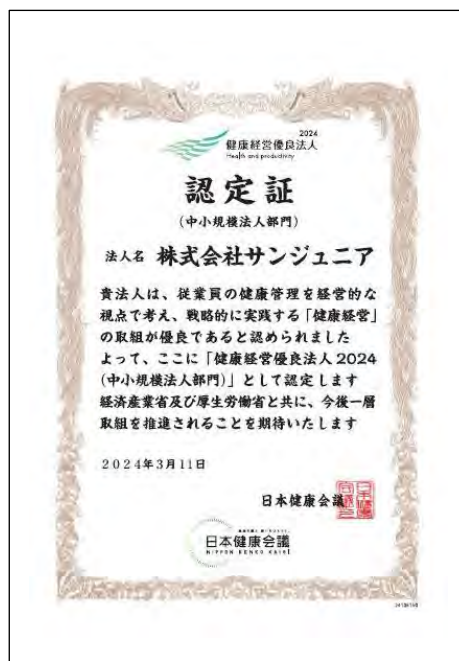 2024
健康経営優良法人
Health and productivity
認定証
(中小規模法人部門)
法人名 株式会社サンジュニア
貴法人は、従業員の健康管理を経営的な
視点で考え、戦略的に実践する「健康経営」
の取組が優良であると認められました
よって、ここに「健康経営優良法人2024
(中小規模法人部門)」として認定します
経済産業省及び厚生労働省と共に、今後一層
取組を推進されることを期待いたします
2024年3月11日
日本健康会議
日本健康会議
NIPPON KENKO KAIGI